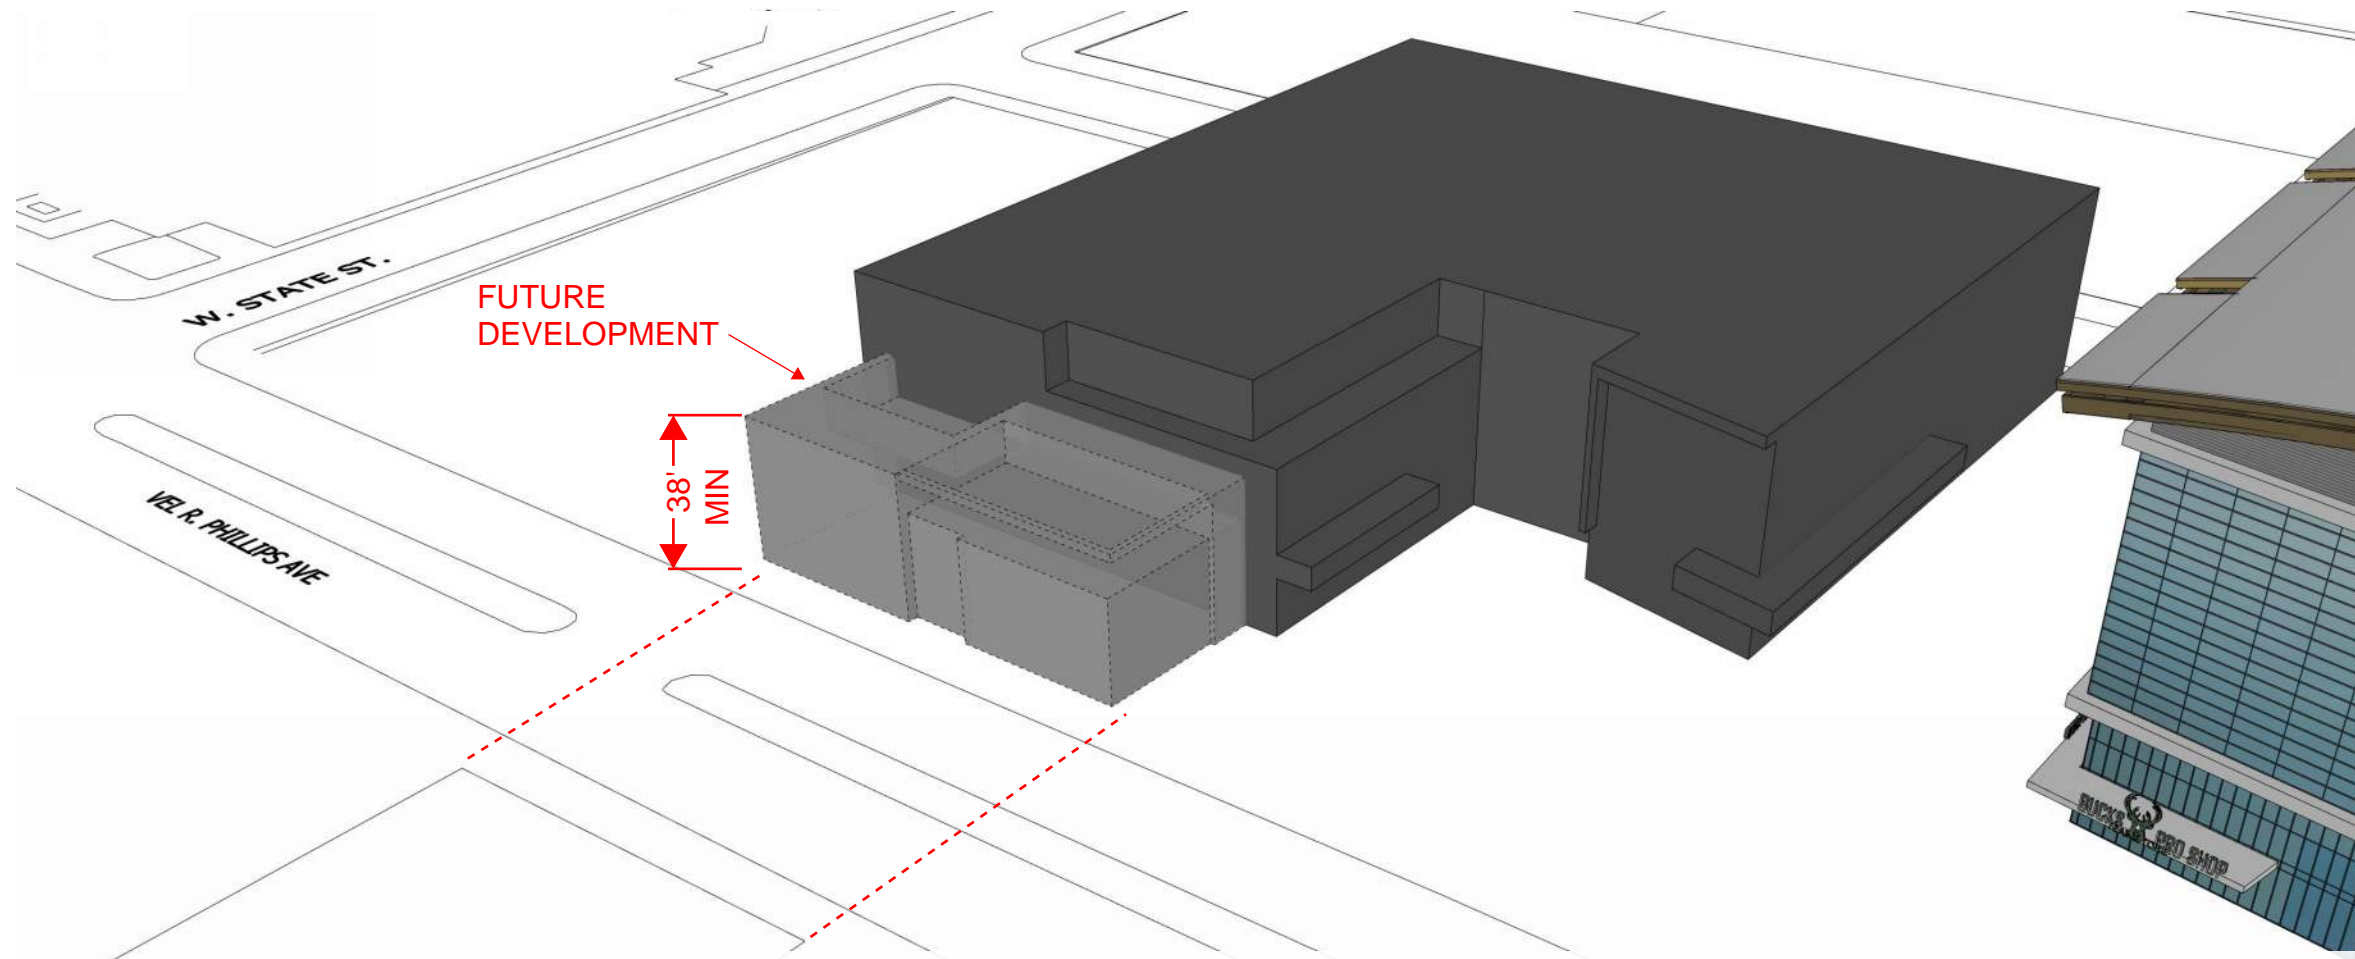 W. STATE ST.
FUTURE
DEVELOPMENT
38'
MIN
VEL R. PHILLIPS AVE
BUCKS PRO SHOP